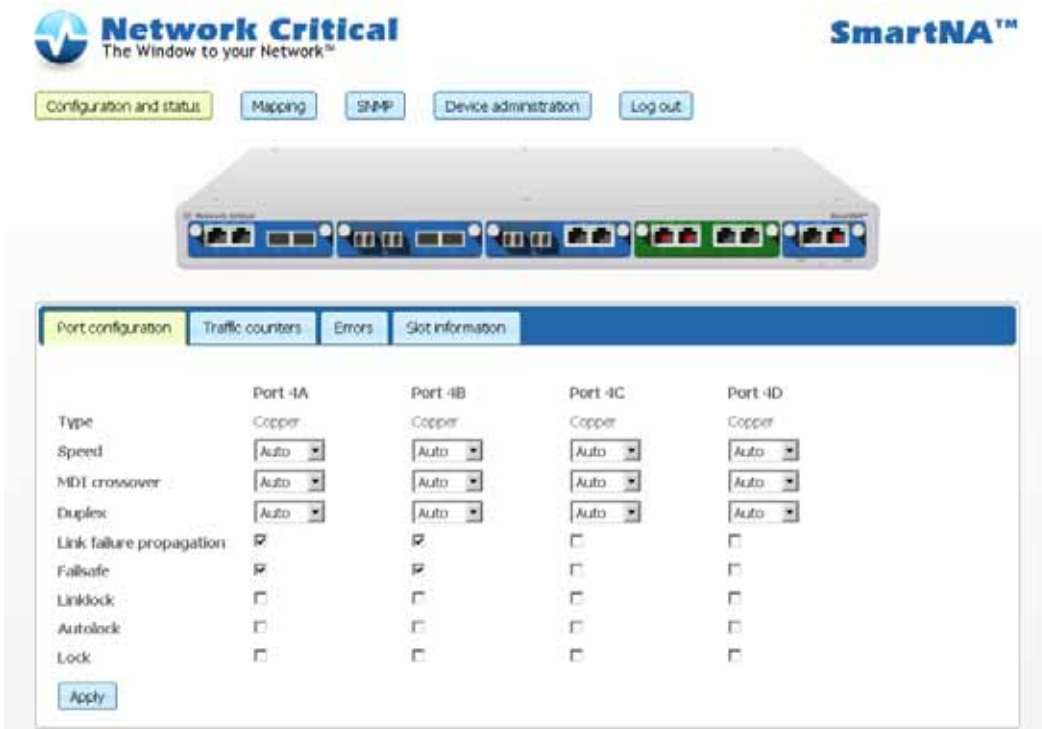 Network Critical
The Window to your Network™
SmartNA™
Configuration and status
Mapping
SNMP
Device administration
Log out
Network Critical
SmartNA™
Port configuration
Traffic counters
Errors
Slot information
Port 4A Port 4B Port 4C Port 4D
Type Copper Copper Copper Copper
Speed Auto Auto Auto Auto
MDI crossover Auto Auto Auto Auto
Duplex Auto Auto Auto Auto
Link failure propagation
Failsafe
Linklock
Autolock
Lock
Apply